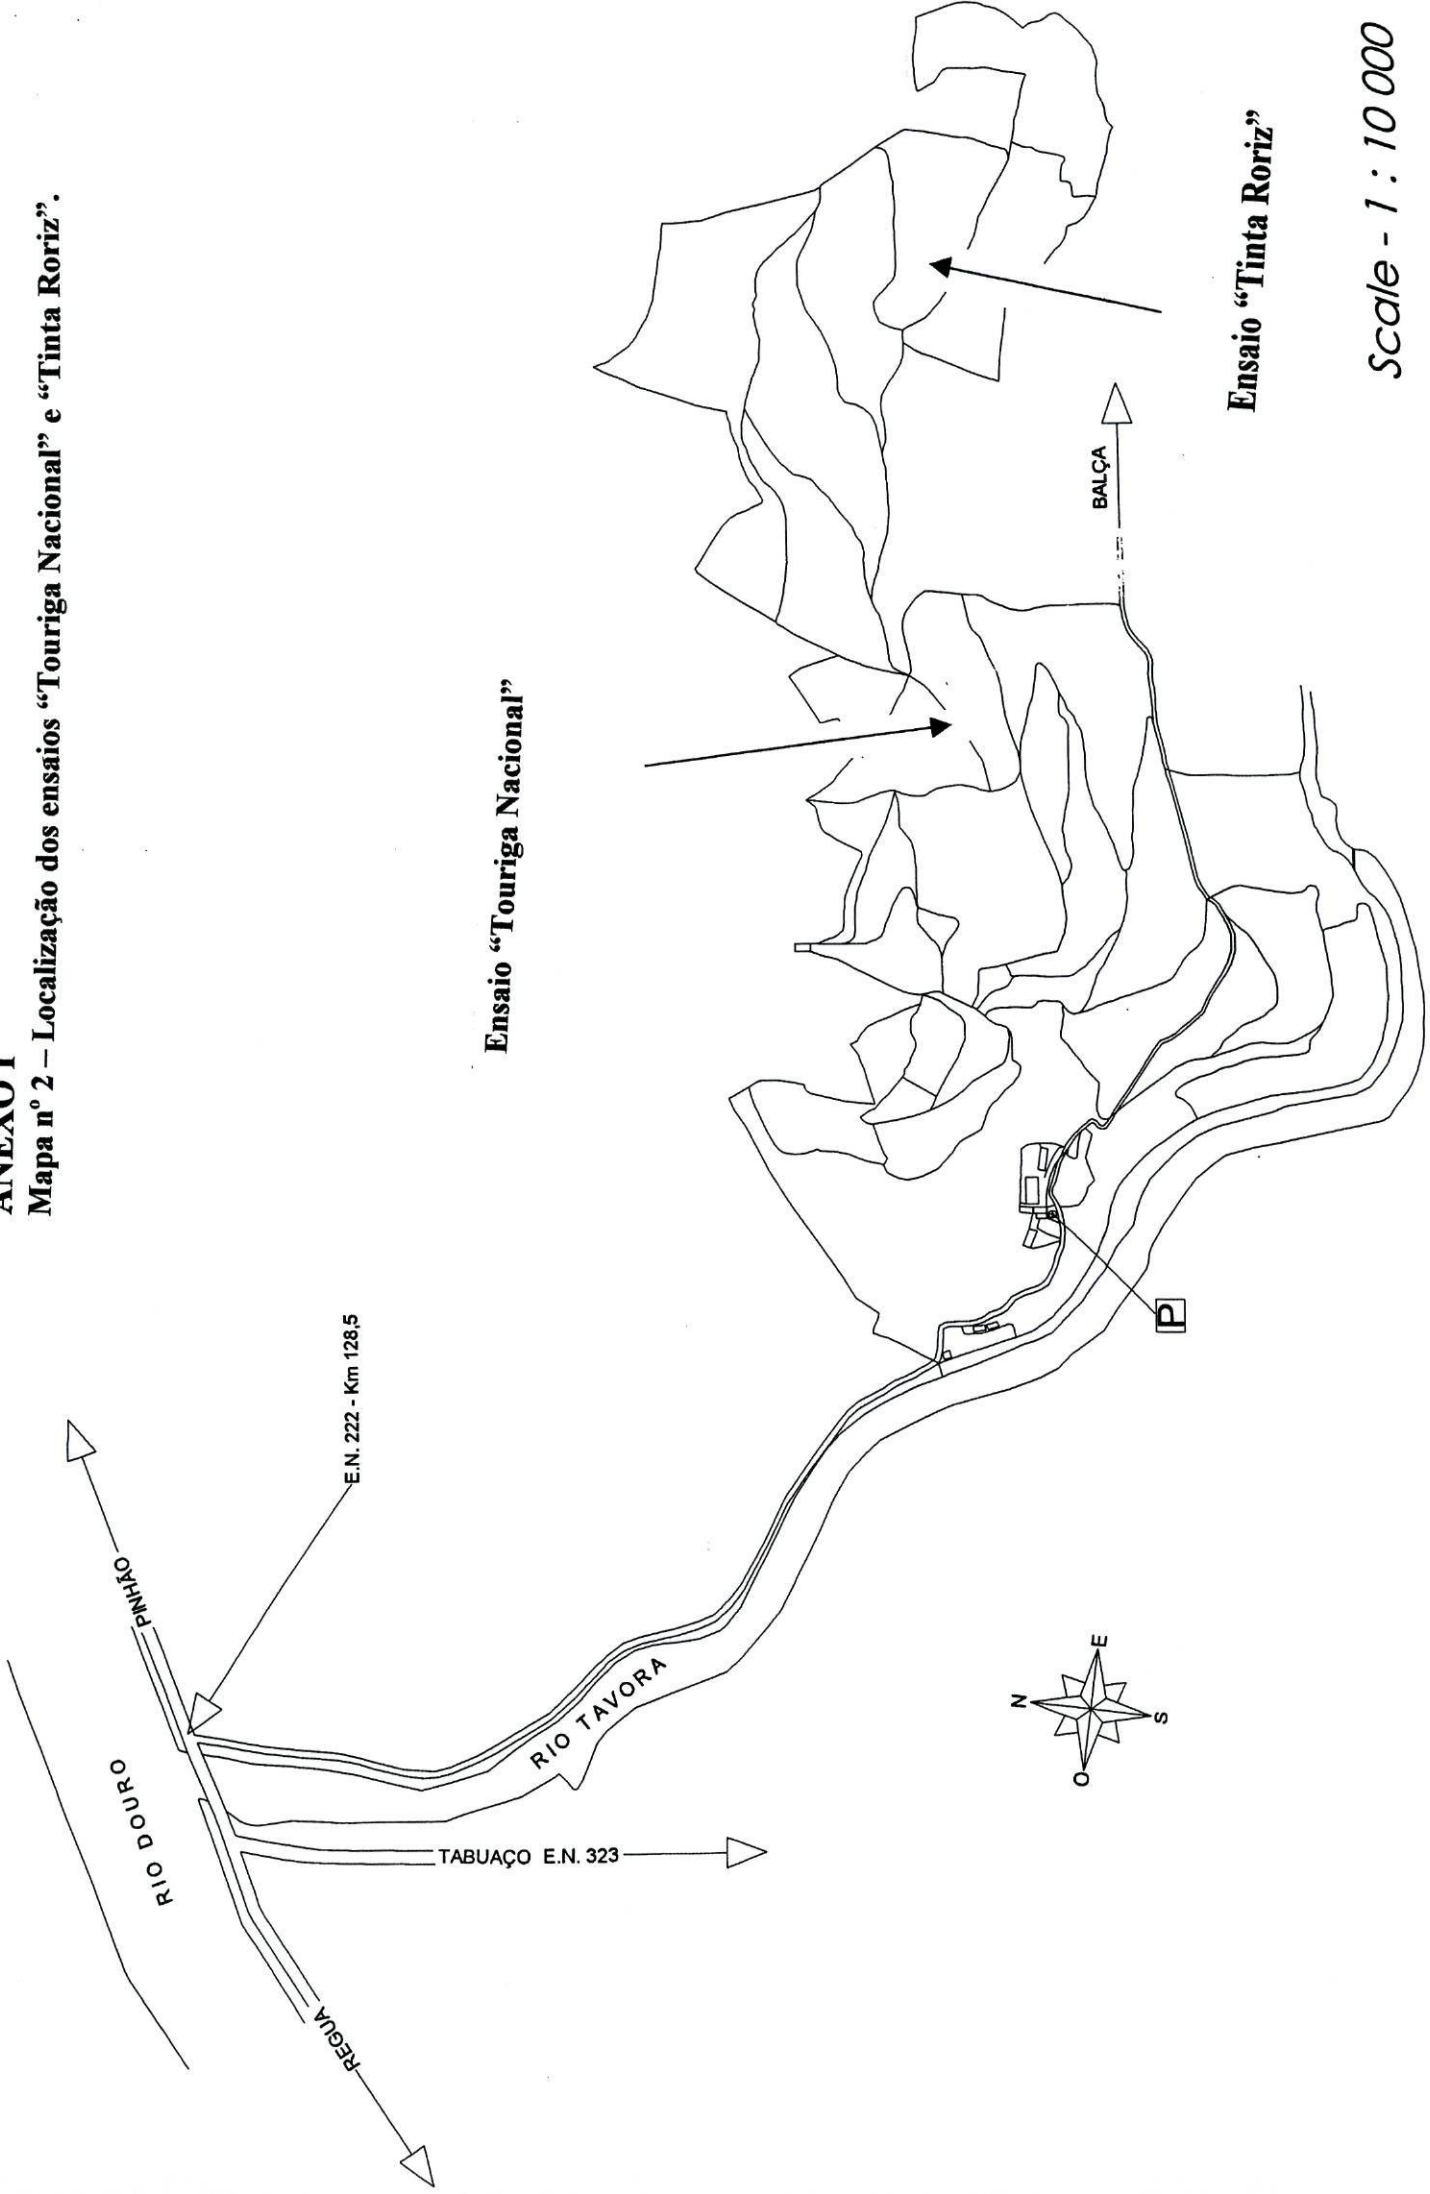 ANEXO I
Mapa nº 2 – Localização dos ensaios “Touriga Nacional” e “Tinta Roriz”.
RIO DOURO
PINHÃO
E.N. 222 - Km 128,5
REGUA
TABUAÇO E.N. 323
RIO TAVORA
Ensaio “Touriga Nacional”
N
E
S
O
P
BALÇA
Ensaio “Tinta Roriz”
Scale - 1 : 10 000